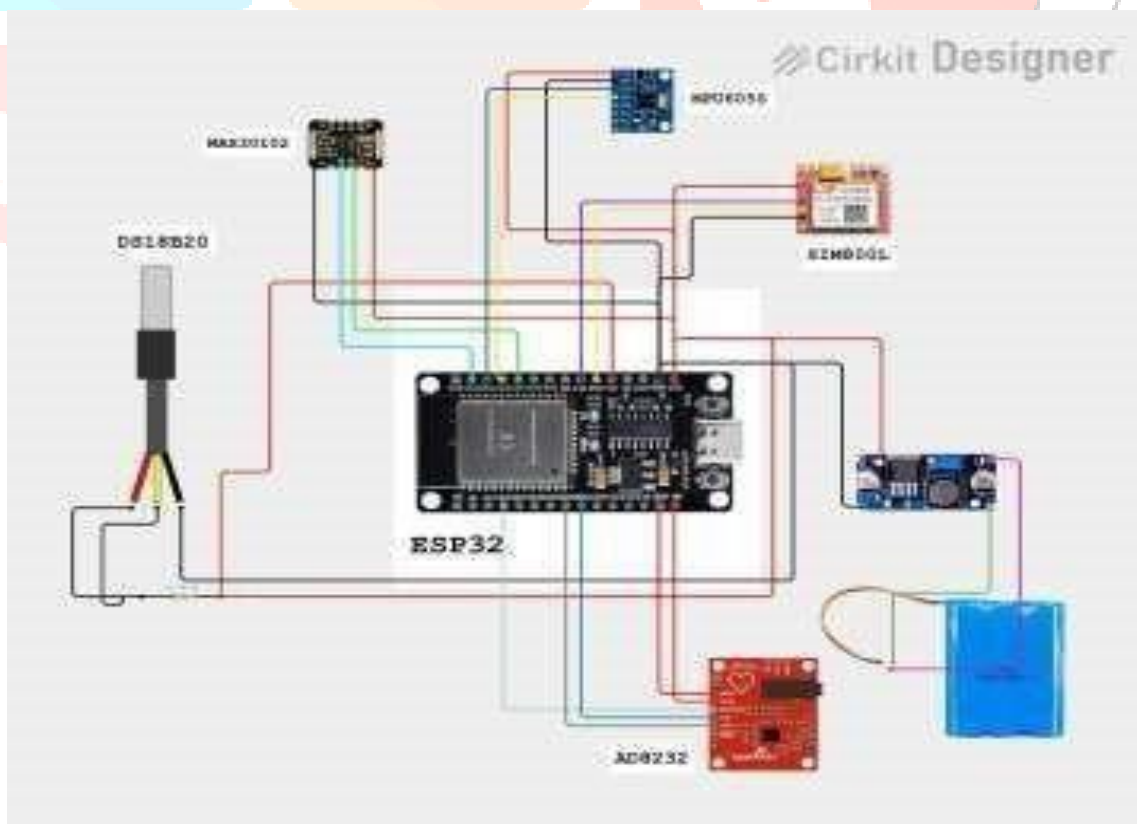 Cirkit Designer
MPU6050
MAX30102
SIM800L
DS18B20
ESP32
AD8232